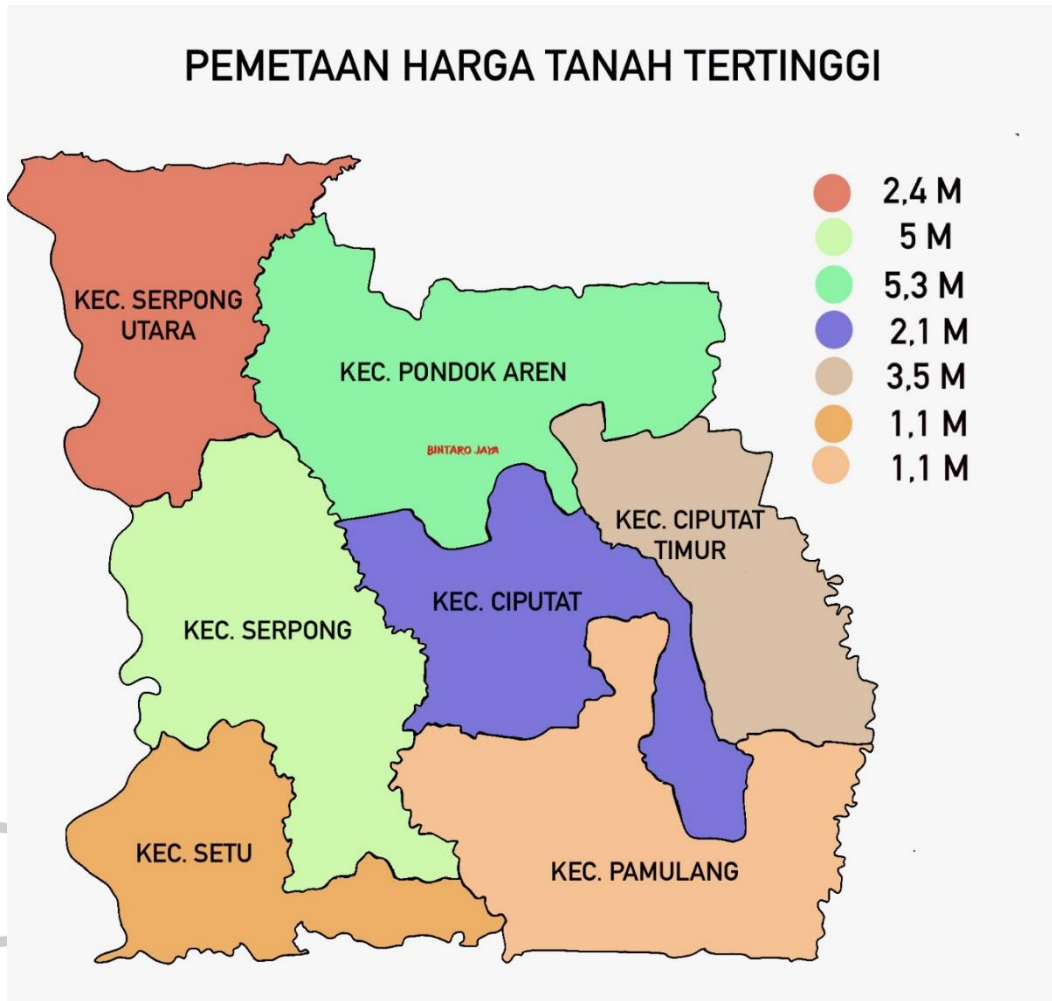 PEMETAAN HARGA TANAH TERTINGGI
2,4 M
5 M
5,3 M
2,1 M
3,5 M
1,1 M
1,1 M
KEC. SERPONG
UTARA
KEC. PONDOK AREN
BINTARO JAYA
KEC. CIPUTAT
TIMUR
KEC. CIPUTAT
KEC. SERPONG
KEC. SETU
KEC. PAMULANG